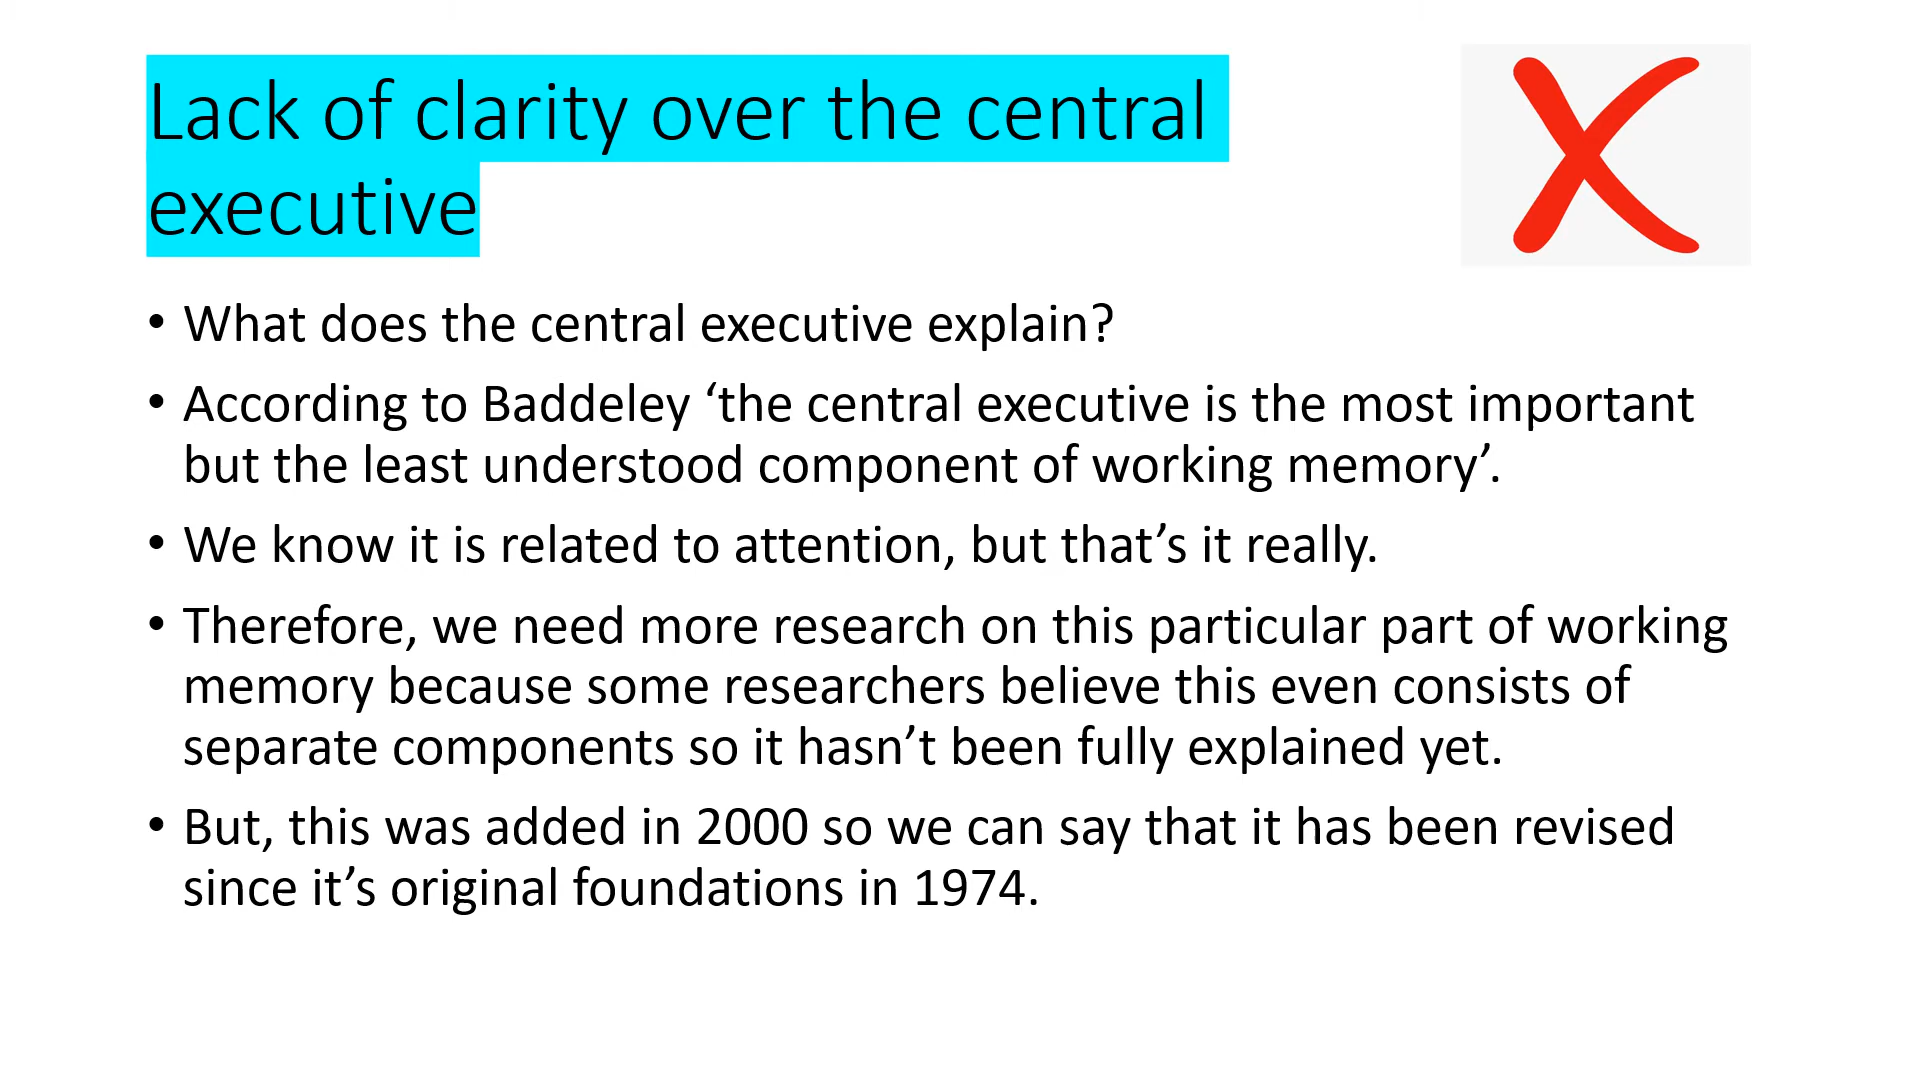 Lack of clarity over the central
executive
• What does the central executive explain?
• According to Baddeley ‘the central executive is the most important
but the least understood component of working memory’.
• We know it is related to attention, but that’s it really.
• Therefore, we need more research on this particular part of working
memory because some researchers believe this even consists of
separate components so it hasn’t been fully explained yet.
• But, this was added in 2000 so we can say that it has been revised
since it’s original foundations in 1974.